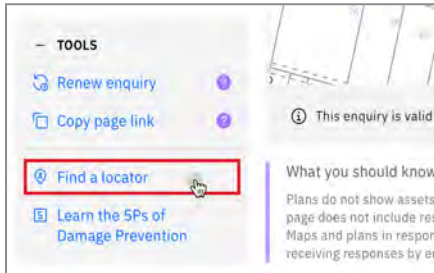 — TOOLS
Renew enquiry ?
Copy page link ?
Find a locator
Learn the 5Ps of
Damage Prevention
This enquiry is valid
What you should know
Plans do not show assets
page does not include res
Maps and plans in respon
receiving responses by e